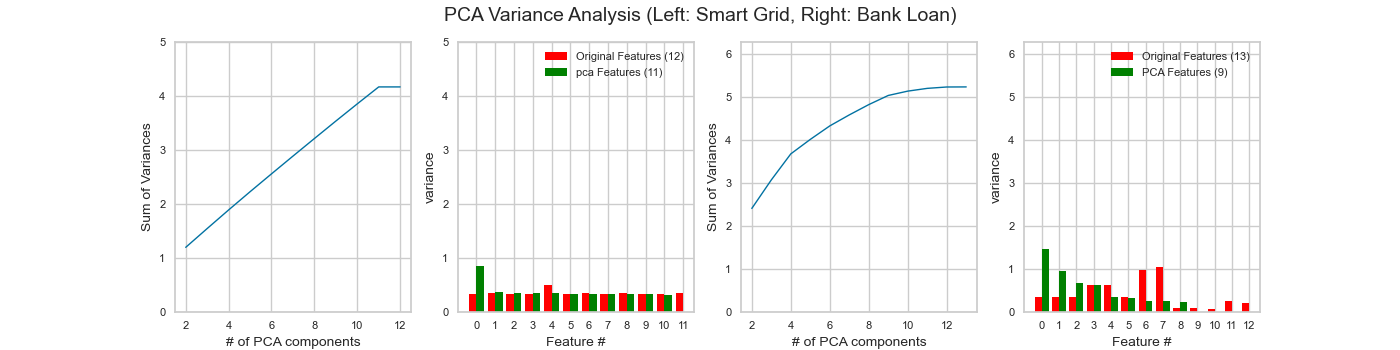 PCA Variance Analysis (Left: Smart Grid, Right: Bank Loan)
Sum of Variances
5
4
3
2
1
0
2 4 6 8 10 12
# of PCA components
variance
5
4
3
2
1
0
Original Features (12)
pca Features (11)
0 1 2 3 4 5 6 7 8 9 10 11
Feature #
Sum of Variances
6
5
4
3
2
1
0
2 4 6 8 10 12
# of PCA components
variance
6
5
4
3
2
1
0
Original Features (13)
PCA Features (9)
0 1 2 3 4 5 6 7 8 9 10 11 12
Feature #